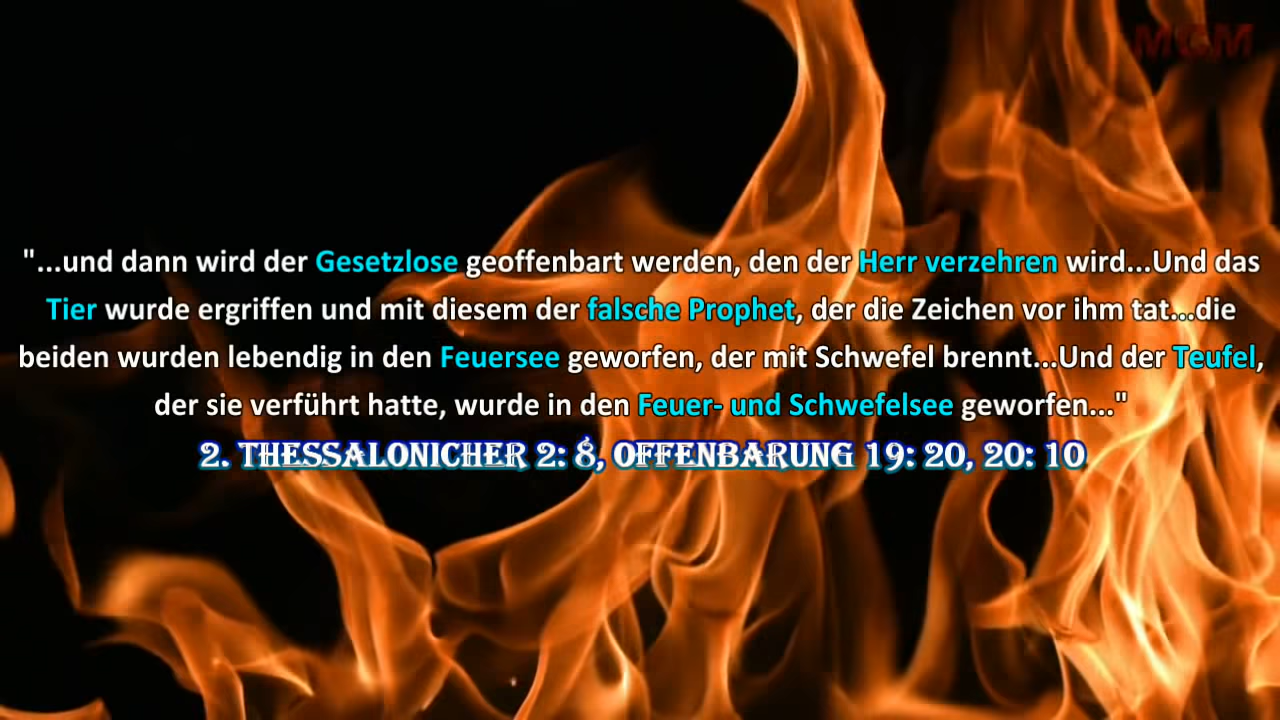 MGM
"...und dann wird der Gesetzlose geoffenbart werden, den der Herr verzehren wird...Und das
Tier wurde ergriffen und mit diesem der falsche Prophet, der die Zeichen vor ihm tat...die
beiden wurden lebendig in den Feuersee geworfen, der mit Schwefel brennt...Und der Teufel,
der sie verführt hatte, wurde in den Feuer- und Schwefelsee geworfen..."
2. THESSALONICHER 2: 8, OFFENBARUNG 19: 20, 20: 10